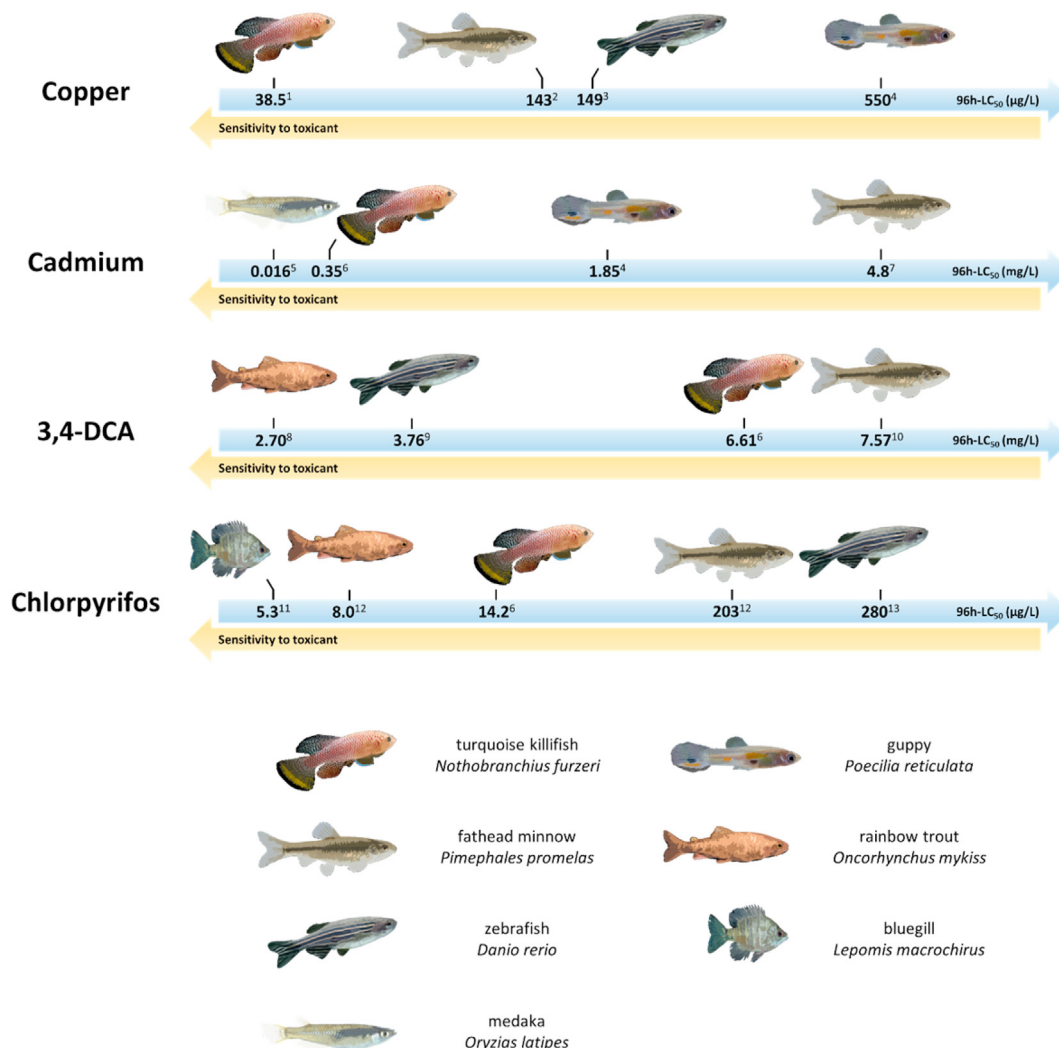 Copper
38.5¹ 143² 149³ 550⁴ 96h-LC₅₀ (µg/L)
Sensitivity to toxicant
Cadmium
0.016⁵ 0.35⁶ 1.85⁴ 4.8⁷ 96h-LC₅₀ (mg/L)
Sensitivity to toxicant
3,4-DCA
2.70⁸ 3.76⁹ 6.61⁶ 7.57¹⁰ 96h-LC₅₀ (mg/L)
Sensitivity to toxicant
Chlorpyrifos
5.3¹¹ 8.0¹² 14.2⁶ 203¹² 280¹³ 96h-LC₅₀ (µg/L)
Sensitivity to toxicant
turquoise killifish
Nothobranchius furzeri
guppy
Poecilia reticulata
fathead minnow
Pimephales promelas
rainbow trout
Oncorhynchus mykiss
zebrafish
Danio rerio
bluegill
Lepomis macrochirus
medaka
Oryzias latipes